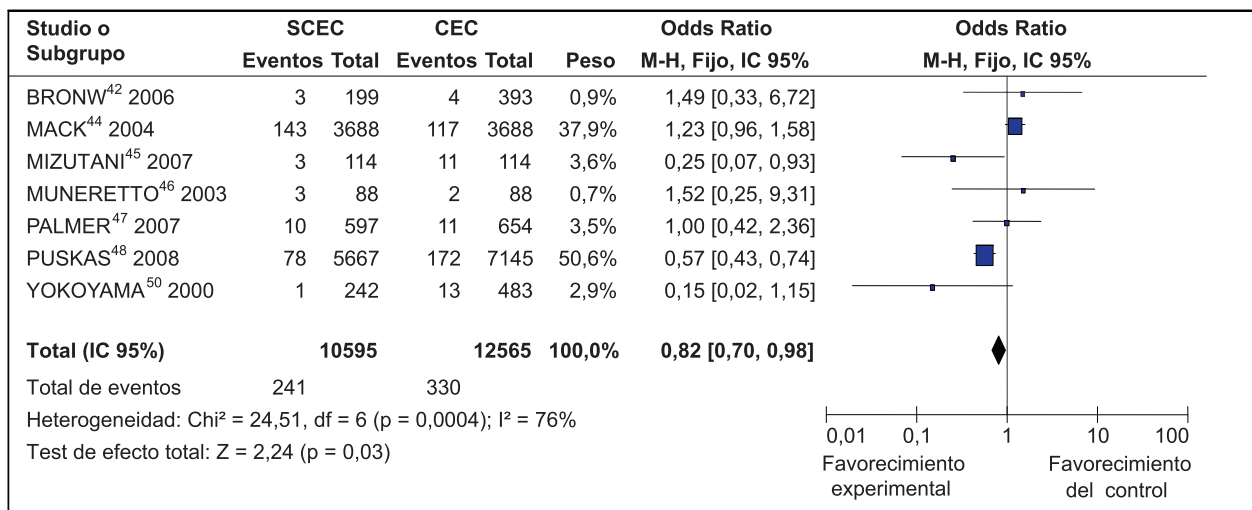 Studio o SCEC CEC Odds Ratio Odds Ratio
Subgrupo Eventos Total Eventos Total Peso M-H, Fijo, IC 95% M-H, Fijo, IC 95%
BRONW42 2006 3 199 4 393 0,9% 1,49 [0,33, 6,72]
MACK44 2004 143 3688 117 3688 37,9% 1,23 [0,96, 1,58]
MIZUTANI45 2007 3 114 11 114 3,6% 0,25 [0,07, 0,93]
MUNERETTO46 2003 3 88 2 88 0,7% 1,52 [0,25, 9,31]
PALMER47 2007 10 597 11 654 3,5% 1,00 [0,42, 2,36]
PUSKAS48 2008 78 5667 172 7145 50,6% 0,57 [0,43, 0,74]
YOKOYAMA50 2000 1 242 13 483 2,9% 0,15 [0,02, 1,15]
Total (IC 95%) 10595 12565 100,0% 0,82 [0,70, 0,98]
Total de eventos 241 330
Heterogeneidad: Chi² = 24,51, df = 6 (p = 0,0004); I² = 76%
Test de efecto total: Z = 2,24 (p = 0,03)
0,01 0,1 1 10 100
Favorecimiento experimental
Favorecimiento del control